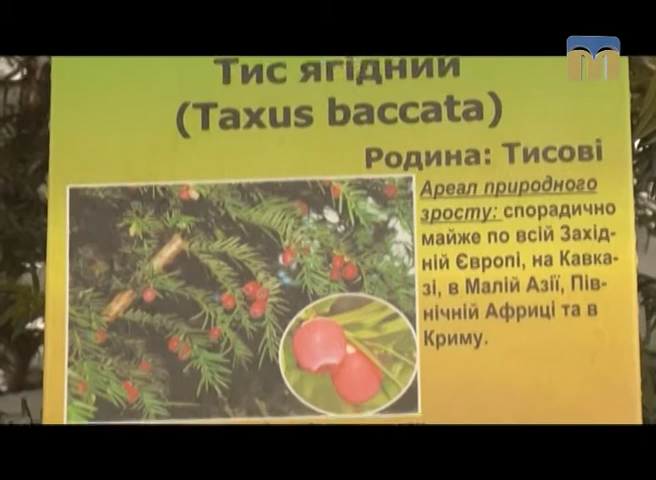 Тис ягідний
(Taxus baccata)
Родина: Тисові
Ареал природного
зросту: спорадично
майже по всій Захід-
ній Європі, на Кавка-
зі, в Малій Азії, Пів-
нічній Африці та в
Криму.